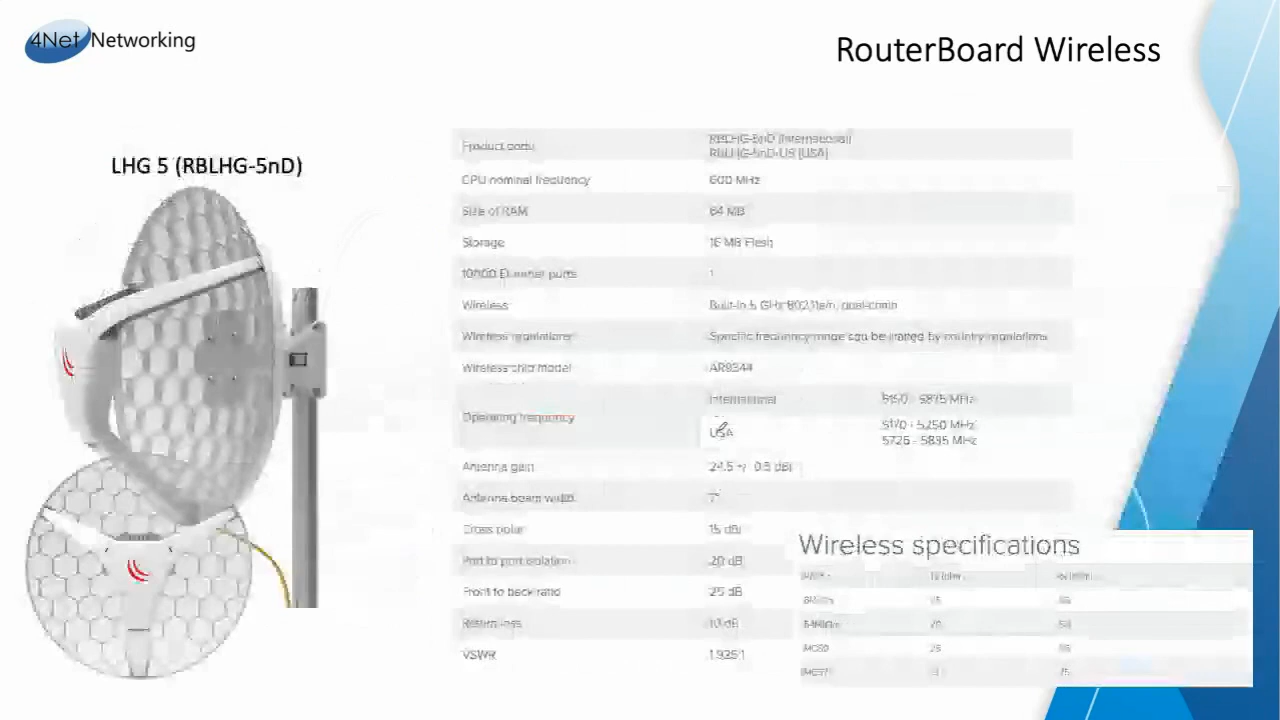 4Net Networking
RouterBoard Wireless
LHG 5 (RBLHG-5nD)
Product code
RBLHG-5nD (International)
RBLHG-5nD-US (USA)
CPU nominal frequency 600 MHz
Size of RAM 64 MB
Storage 16 MB Flash
10/100 Ethernet ports 1
Wireless Built-in 5 GHz 802.11a/n, dual-chain
Wireless regulations Specific frequency range can be limited by country regulations
Wireless chip model AR9344
Operating frequency
International 5150 - 5875 MHz
USA 5170 - 5250 MHz
5725 - 5835 MHz
Antenna gain 24.5 +/- 0.5 dBi
Antenna beam width 7°
Cross polar 15 dBi
Port to port isolation 20 dB
Front to back ratio 25 dB
Return loss 10 dB
VSWR
Wireless specifications